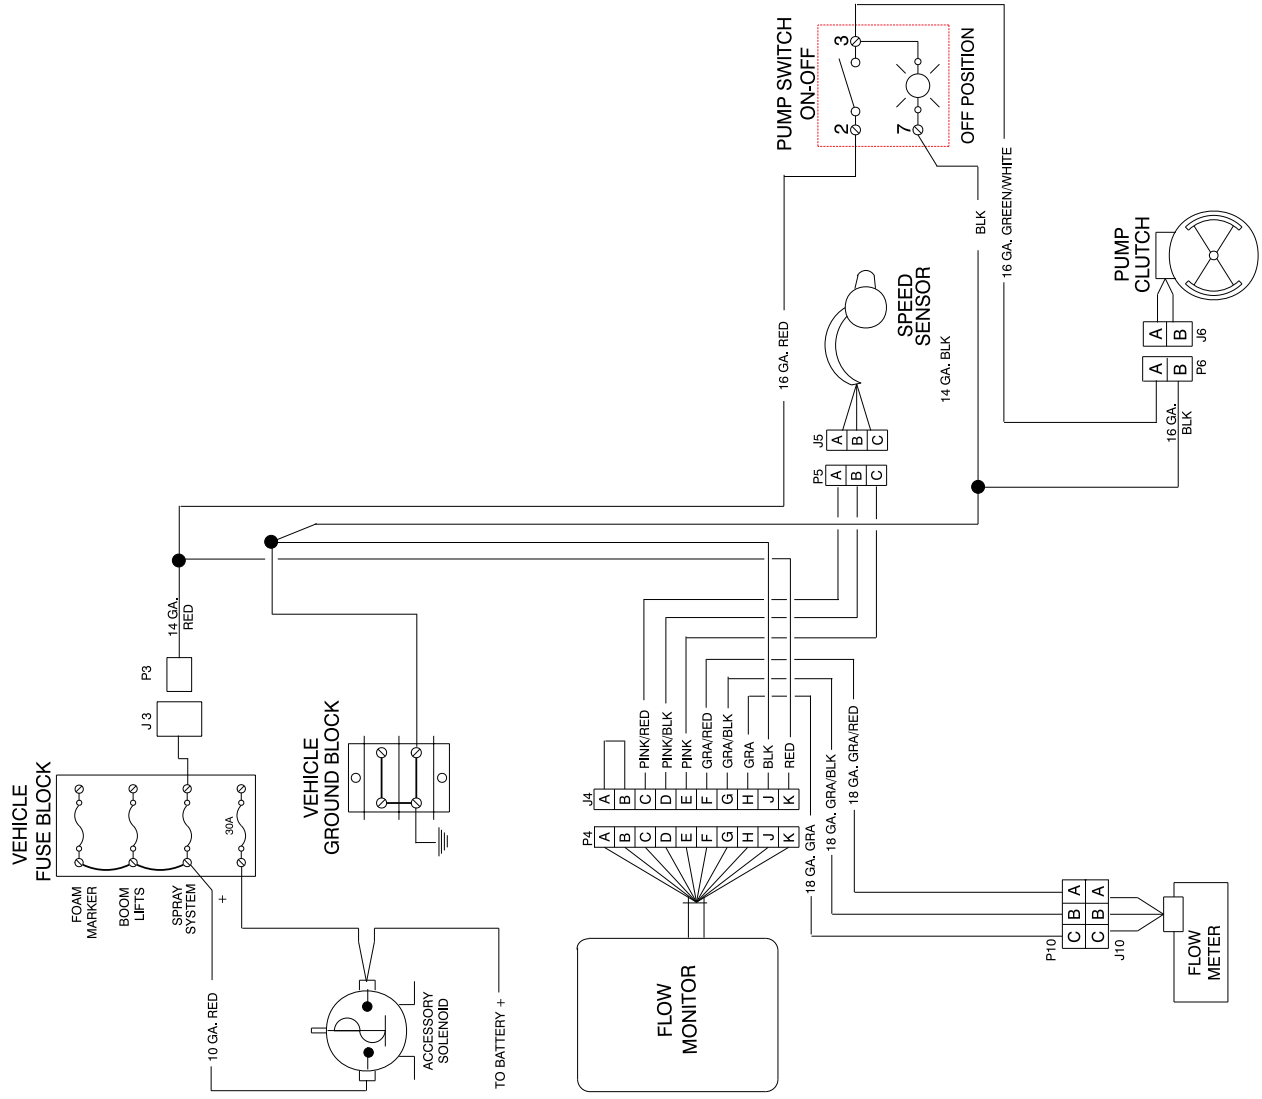 PUMP SWITCH
ON-OFF
3
2
7
OFF POSITION
16 GA. GREEN/WHITE
BLK
16 GA. RED
SPEED
SENSOR
14 GA. BLK
J5
A
B
C
P5
A
B
C
PUMP
CLUTCH
A
B
J6
A
B
P6
16 GA.
BLK
14 GA.
RED
P3
J 3
VEHICLE
FUSE BLOCK
30A
FOAM
MARKER
BOOM
LIFTS
SPRAY
SYSTEM
+
10 GA. RED
ACCESSORY
SOLENOID
TO BATTERY +
VEHICLE
GROUND BLOCK
PINK/RED
PINK/BLK
PINK
GRA/RED
GRA/BLK
GRA
BLK
RED
J4
A
B
C
D
E
F
G
H
J
K
P4
A
B
C
D
E
F
G
H
J
K
18 GA. GRA
18 GA. GRA/BLK
18 GA. GRA/RED
FLOW
MONITOR
P10
C
B
A
J10
C
B
A
FLOW
METER